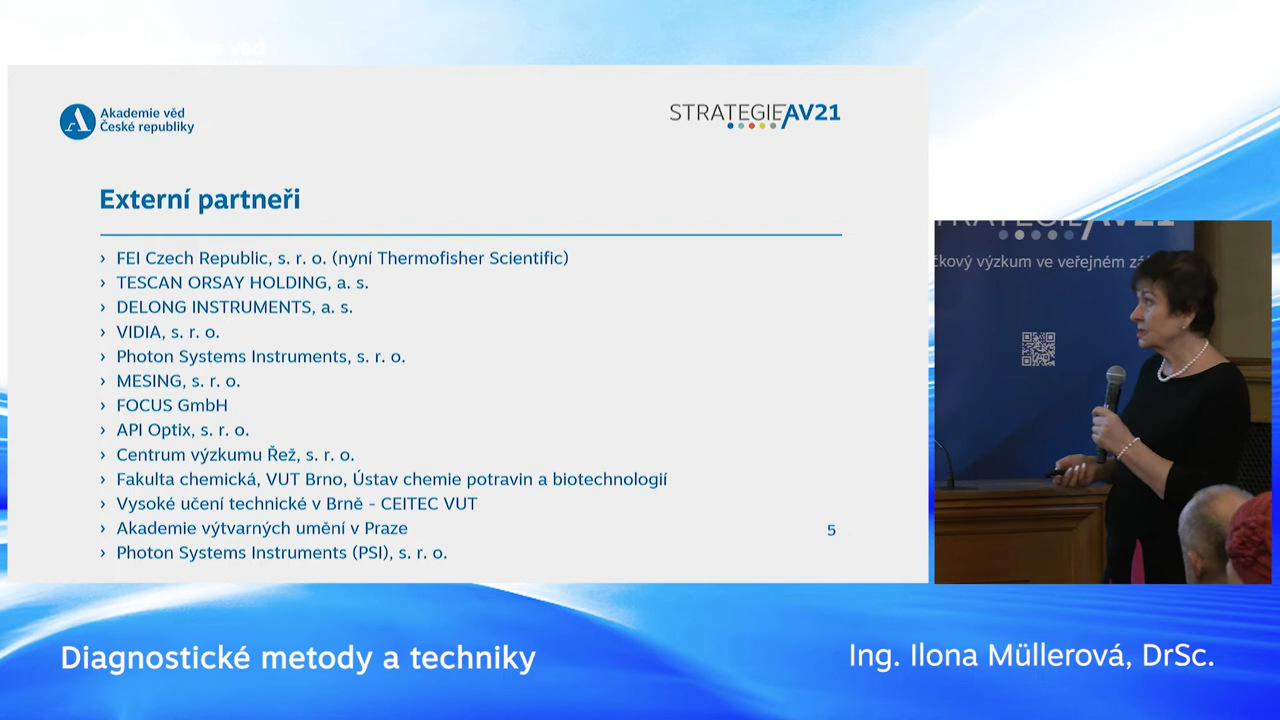 Akademie věd
České republiky
STRATEGIE AV21
Externí partneři
› FEI Czech Republic, s. r. o. (nyní Thermofisher Scientific)
› TESCAN ORSAY HOLDING, a. s.
› DELONG INSTRUMENTS, a. s.
› VIDIA, s. r. o.
› Photon Systems Instruments, s. r. o.
› MESING, s. r. o.
› FOCUS GmbH
› API Optix, s. r. o.
› Centrum výzkumu Řež, s. r. o.
› Fakulta chemická, VUT Brno, Ústav chemie potravin a biotechnologií
› Vysoké učení technické v Brně - CEITEC VUT
› Akademie výtvarných umění v Praze
› Photon Systems Instruments (PSI), s. r. o.
5
výzkum ve veřejném
Diagnostické metody a techniky
Ing. Ilona Müllerová, DrSc.